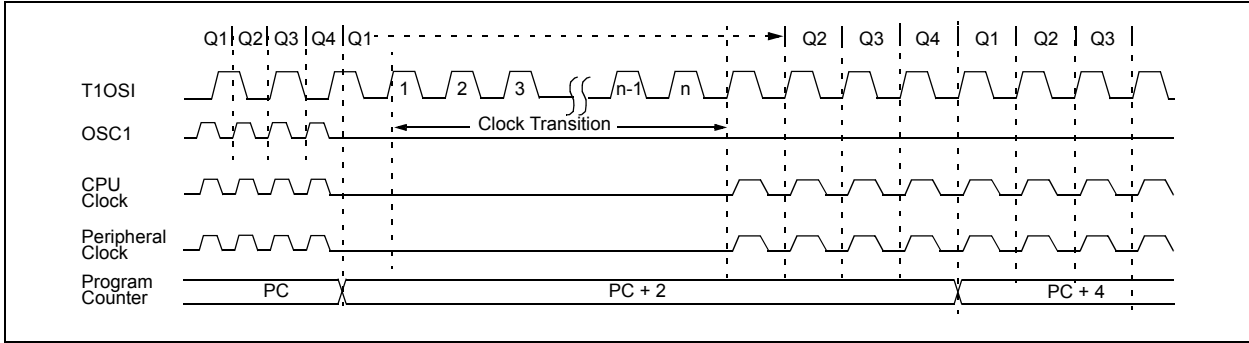 Q1 Q2 Q3 Q4 Q1 Q2 Q3 Q4 Q1 Q2 Q3
T1OSI
1 2 3 n-1 n
Clock Transition
OSC1
CPU
Clock
Peripheral
Clock
Program
Counter
PC PC + 2 PC + 4